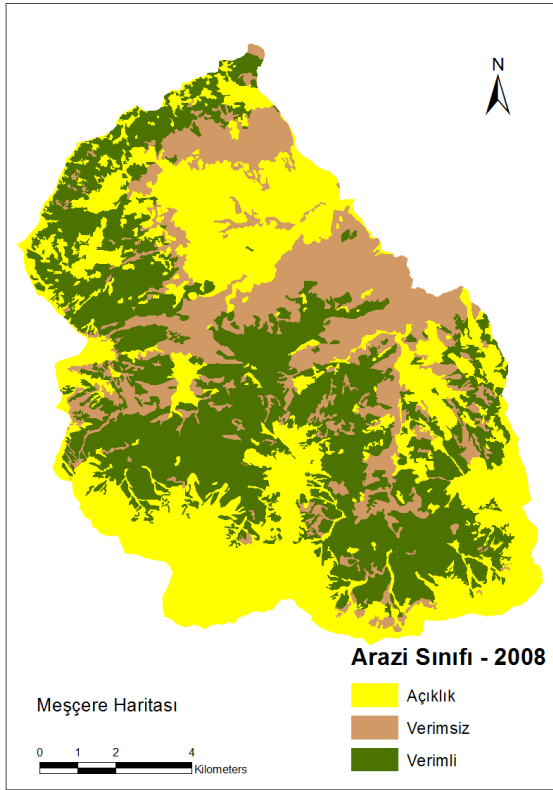 N
Arazi Sınıfı - 2008
Açıklık
Verimsiz
Verimli
Meşçere Haritası
0 1 2 4
Kilometers